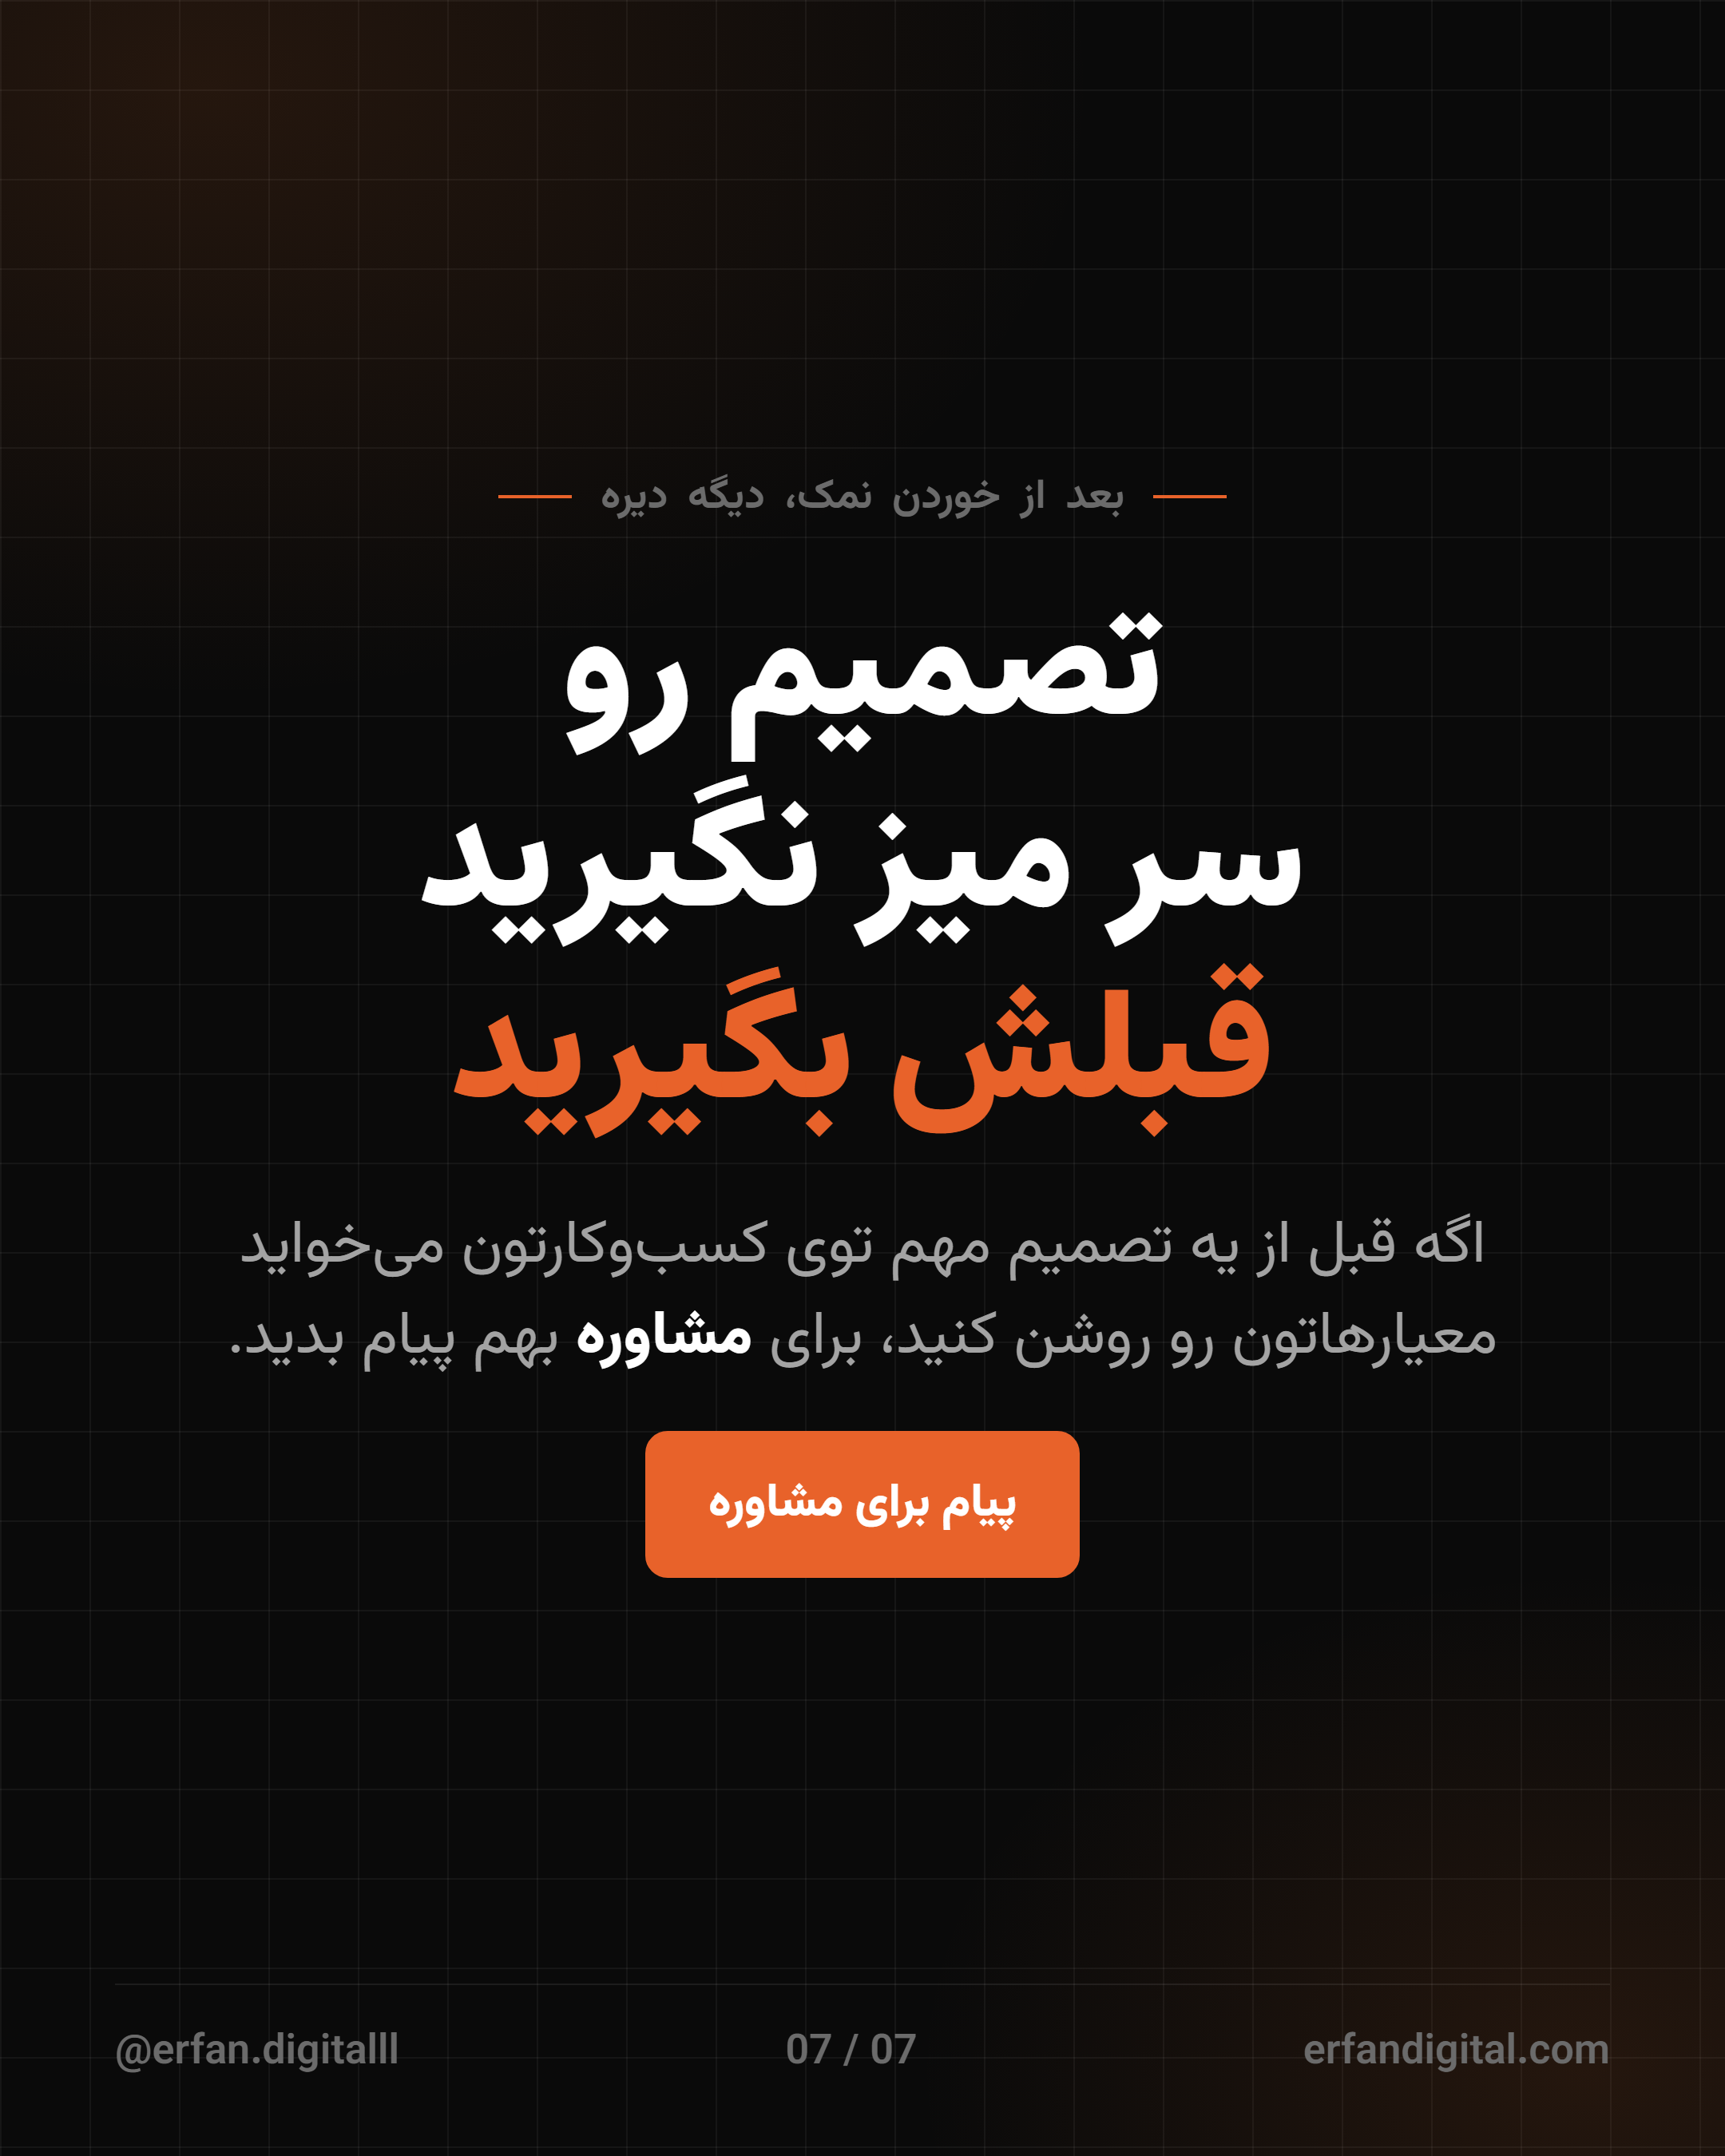 بعد از خوردن نمک، دیگه دیره
تصمیم رو
سر میز نگیرید
قبلش بگیرید
اگه قبل از یه تصمیم مهم توی کسب‌وکارتون می‌خواید
معیارهاتون رو روشن کنید، برای مشاوره بهم پیام بدید.
پیام برای مشاوره
@erfan.digitalll
07 / 07
erfandigital.com